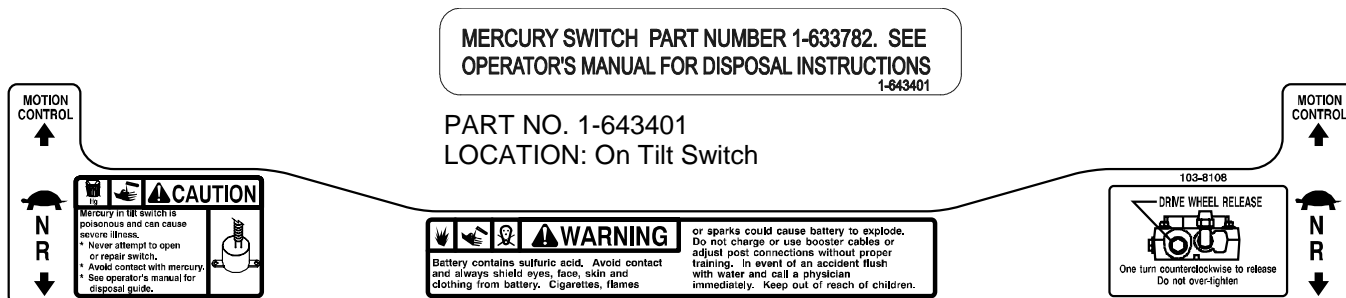 MERCURY SWITCH PART NUMBER 1-633782. SEE
OPERATOR'S MANUAL FOR DISPOSAL INSTRUCTIONS
1-643401
PART NO. 1-643401
LOCATION: On Tilt Switch
MOTION
CONTROL
N
R
Hg
CAUTION
Mercury in tilt switch is
poisonous and can cause
severe illness.
* Never attempt to open
or repair switch.
* Avoid contact with mercury.
* See operator's manual for
disposal guide.
WARNING
Battery contains sulfuric acid. Avoid contact
and always shield eyes, face, skin and
clothing from battery. Cigarettes, flames
or sparks could cause battery to explode.
Do not charge or use booster cables or
adjust post connections without proper
training. In event of an accident flush
with water and call a physician
immediately. Keep out of reach of children.
103-8108
DRIVE WHEEL RELEASE
One turn counterclockwise to release
Do not over-tighten
MOTION
CONTROL
N
R